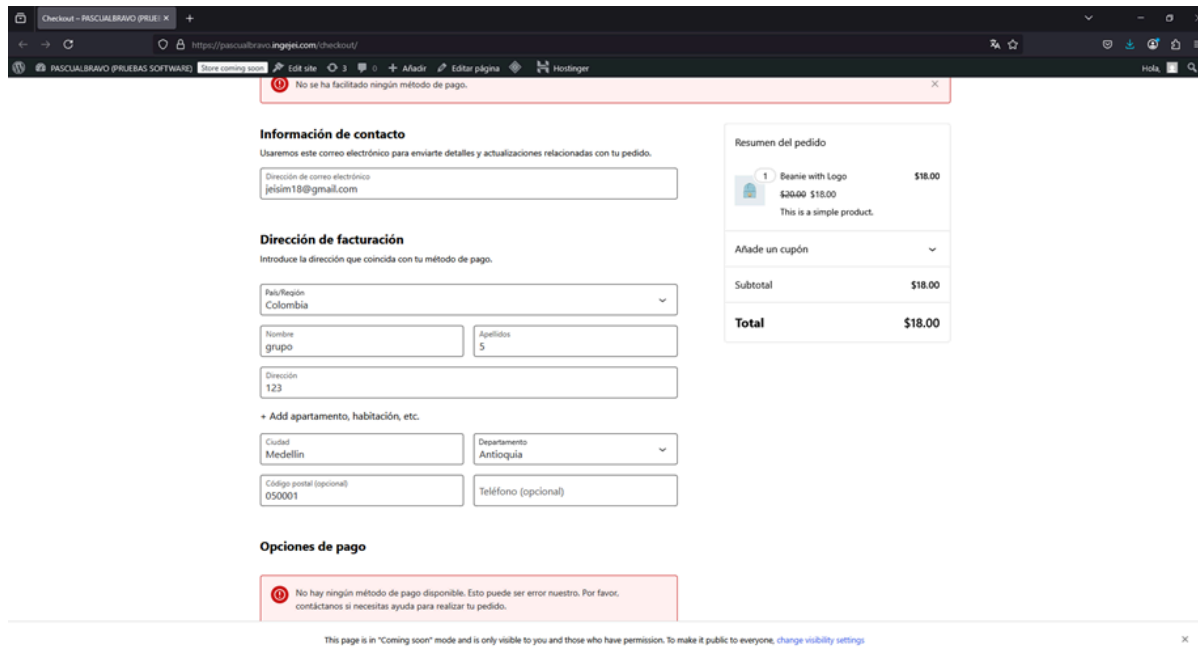 Checkout – PASCUALBRAVO (PRUEI
https://pascualbravo.ingejei.com/checkout/
PASCUALBRAVO (PRUEBAS SOFTWARE) Store coming soon Edit site 3 0 Añadir Editar página Hostinger Hola,
No se ha facilitado ningún método de pago.
Información de contacto
Usaremos este correo electrónico para enviarte detalles y actualizaciones relacionadas con tu pedido.
Dirección de correo electrónico
jeisim18@gmail.com
Dirección de facturación
Introduce la dirección que coincida con tu método de pago.
País/Región
Colombia
Nombre
grupo
Apellidos
5
Dirección
123
+ Add apartamento, habitación, etc.
Ciudad
Medellin
Departamento
Antioquia
Código postal (opcional)
050001
Teléfono (opcional)
Opciones de pago
No hay ningún método de pago disponible. Esto puede ser error nuestro. Por favor,
contáctanos si necesitas ayuda para realizar tu pedido.
Resumen del pedido
1 Beanie with Logo $18.00
$20.00 $18.00
This is a simple product.
Añade un cupón
Subtotal $18.00
Total $18.00
This page is in "Coming soon" mode and is only visible to you and those who have permission. To make it public to everyone, change visibility settings